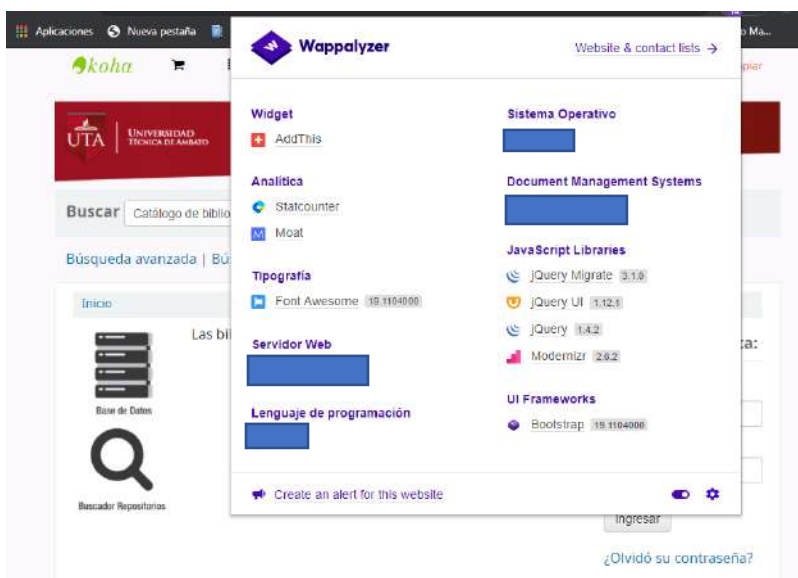 Aplicaciones
Nueva pestaña
Ma...
koha
UTA
UNIVERSIDAD
TÉCNICA DE AMBATO
Buscar
Catálogo de biblio
Búsqueda avanzada | Bú
Inicio
Las bi
Base de Datos
Buscador Repositorios
Wappalyzer
Website & contact lists →
Widget
AddThis
Analítica
Statcounter
Moat
Tipografía
Font Awesome 19.1104000
Servidor Web
Lenguaje de programación
Sistema Operativo
Document Management Systems
JavaScript Libraries
jQuery Migrate 3.1.0
jQuery UI 1.12.1
jQuery 1.4.2
Modernizr 2.6.2
UI Frameworks
Bootstrap 19.1104000
Create an alert for this website
ta:
Ingresar
¿Olvidó su contraseña?